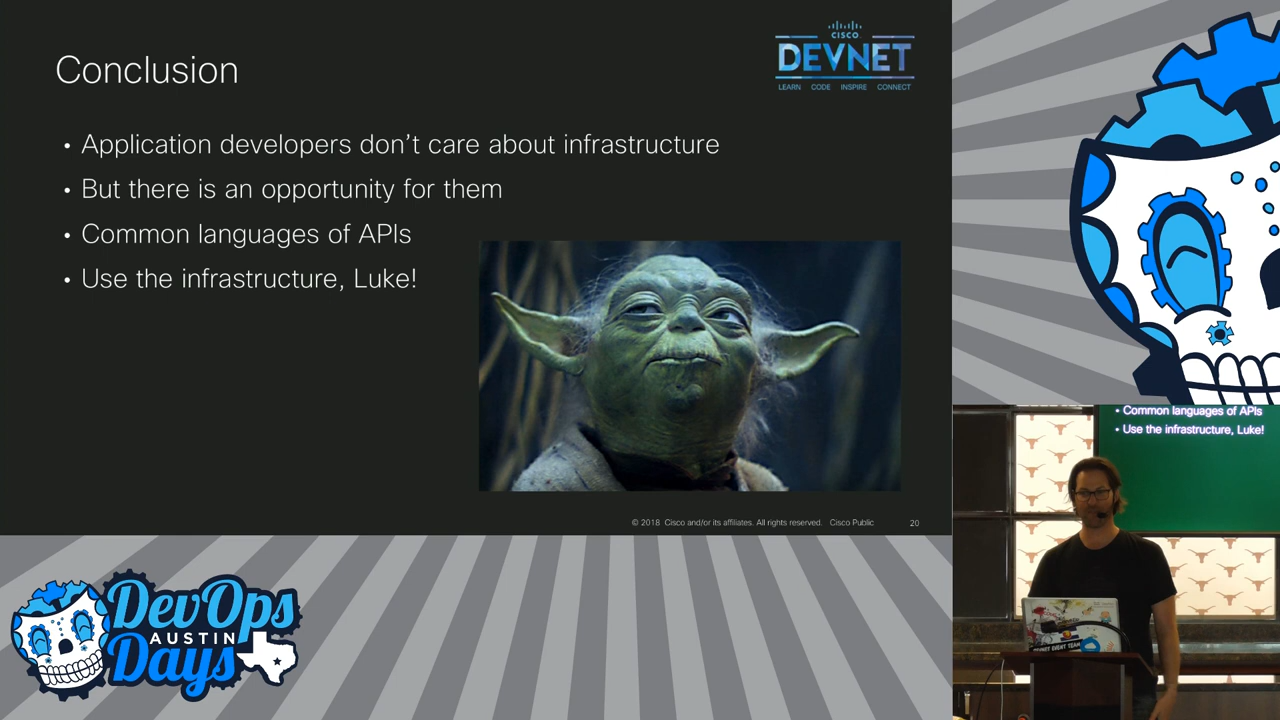 Conclusion
CISCO
DEVNET
LEARN CODE INSPIRE CONNECT
• Application developers don’t care about infrastructure
• But there is an opportunity for them
• Common languages of APIs
• Use the infrastructure, Luke!
© 2018 Cisco and/or its affiliates. All rights reserved. Cisco Public 20
DevOps
AUSTIN
Days
• Common languages of APIs
• Use the infrastructure, Luke!
EVENT TEAM